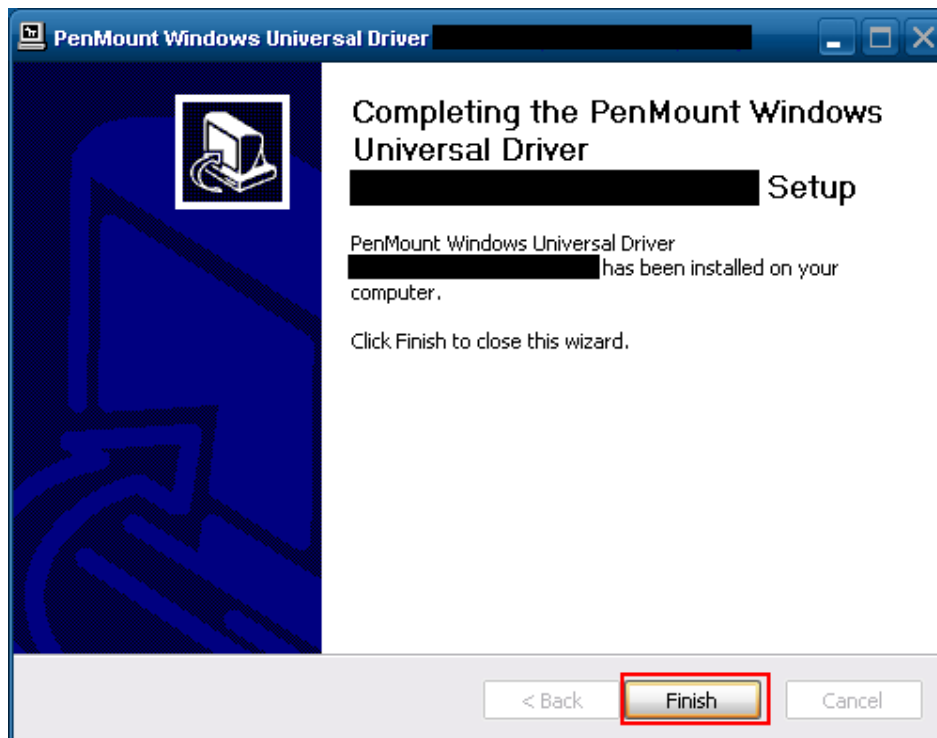 PenMount Windows Universal Driver
Completing the PenMount Windows
Universal Driver
Setup
PenMount Windows Universal Driver
has been installed on your
computer.
Click Finish to close this wizard.
< Back
Finish
Cancel